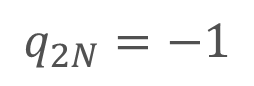 q_{2N} = −1